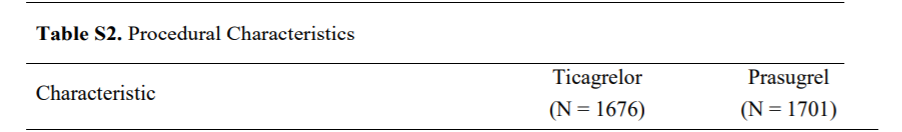 Table S2. Procedural Characteristics
Characteristic
Ticagrelor
(N = 1676)
Prasugrel
(N = 1701)